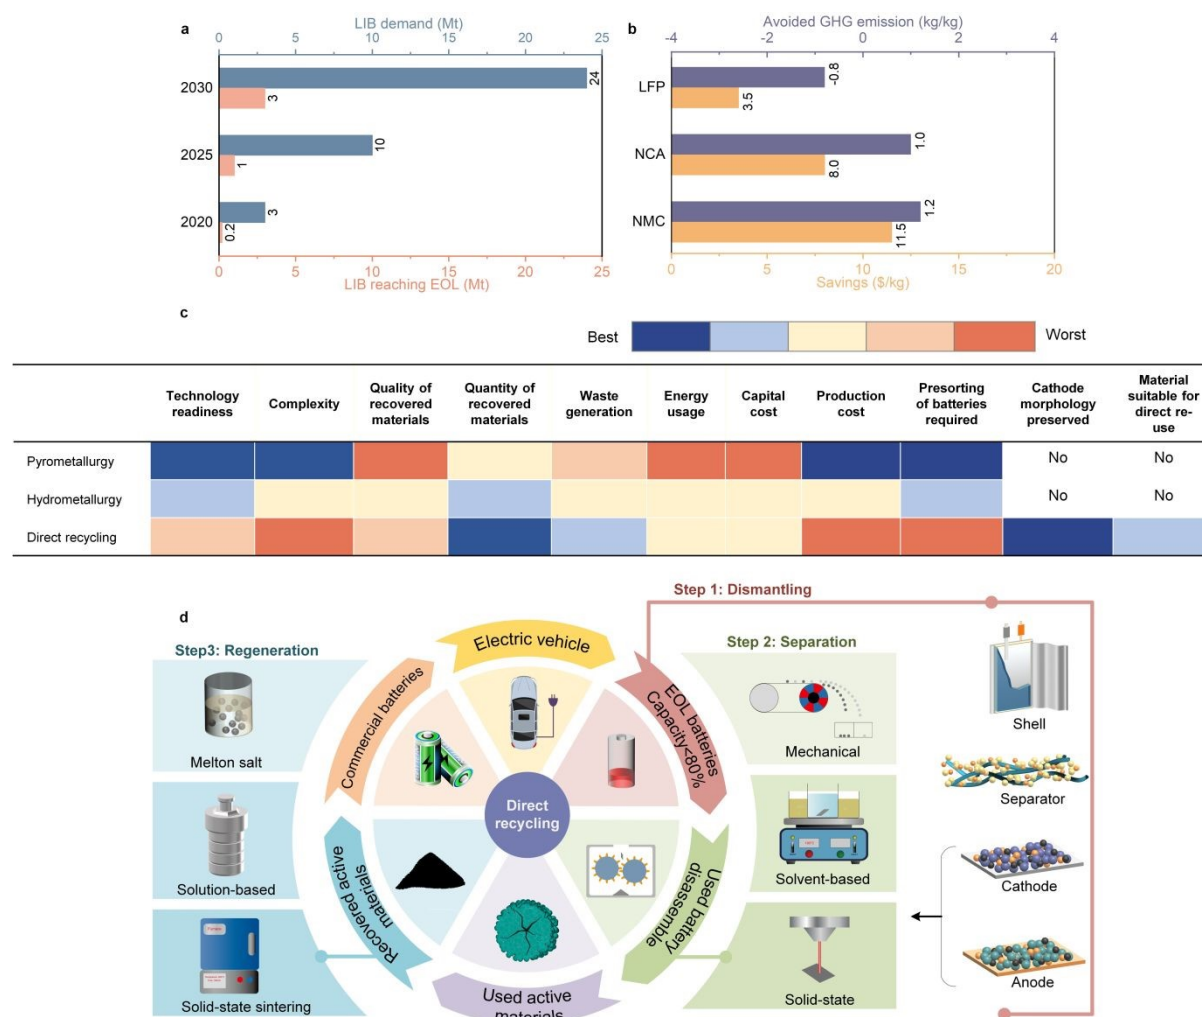 a
LIB demand (Mt)
0 5 10 15 20 25
2030
24
3
2025
10
1
2020
3
0.2
0 5 10 15 20 25
LIB reaching EOL (Mt)
b
Avoided GHG emission (kg/kg)
-4 -2 0 2 4
LFP
-0.8
3.5
NCA
1.0
8.0
NMC
1.2
11.5
0 5 10 15 20
Savings ($/kg)
c
Best
Worst
Technology
readiness
Complexity
Quality of
recovered
materials
Quantity of
recovered
materials
Waste
generation
Energy
usage
Capital
cost
Production
cost
Presorting
of batteries
required
Cathode
morphology
preserved
Material
suitable for
direct re-
use
Pyrometallurgy
No
No
Hydrometallurgy
No
No
Direct recycling
d
Step 1: Dismantling
Step3: Regeneration
Step 2: Separation
Electric vehicle
EOL batteries
Capacity<80%
Used battery
disassemble
Used active
materials
Recovered active
materials
Commercial batteries
Direct
recycling
Melton salt
Solution-based
Solid-state sintering
Mechanical
Solvent-based
Solid-state
Shell
Separator
Cathode
Anode